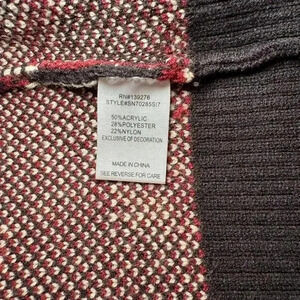 RN#139276
STYLE#SN70285SI7
50%ACRYLIC
28%POLYESTER
22%NYLON
EXCLUSIVE OF DECORATION
MADE IN CHINA
SEE REVERSE FOR CARE